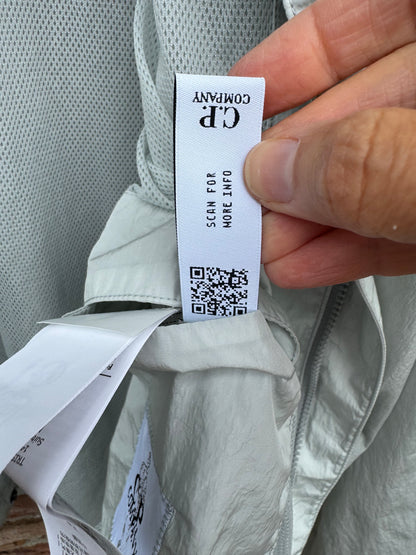 C.P.
COMPANY
SCAN FOR
MORE INFO